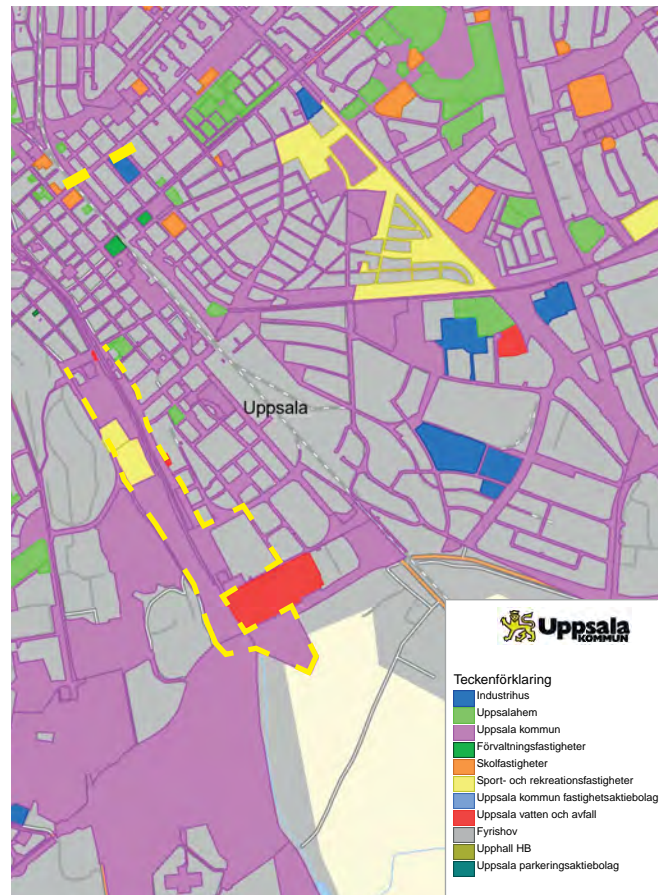 Uppsala
Uppsala
KOMMUN
Teckenförklaring
Industrihus
Uppsalahem
Uppsala kommun
Förvaltningsfastigheter
Skolfastigheter
Sport- och rekreationsfastigheter
Uppsala kommun fastighetsaktiebolag
Uppsala vatten och avfall
Fyrishov
Upphall HB
Uppsala parkeringsaktiebolag